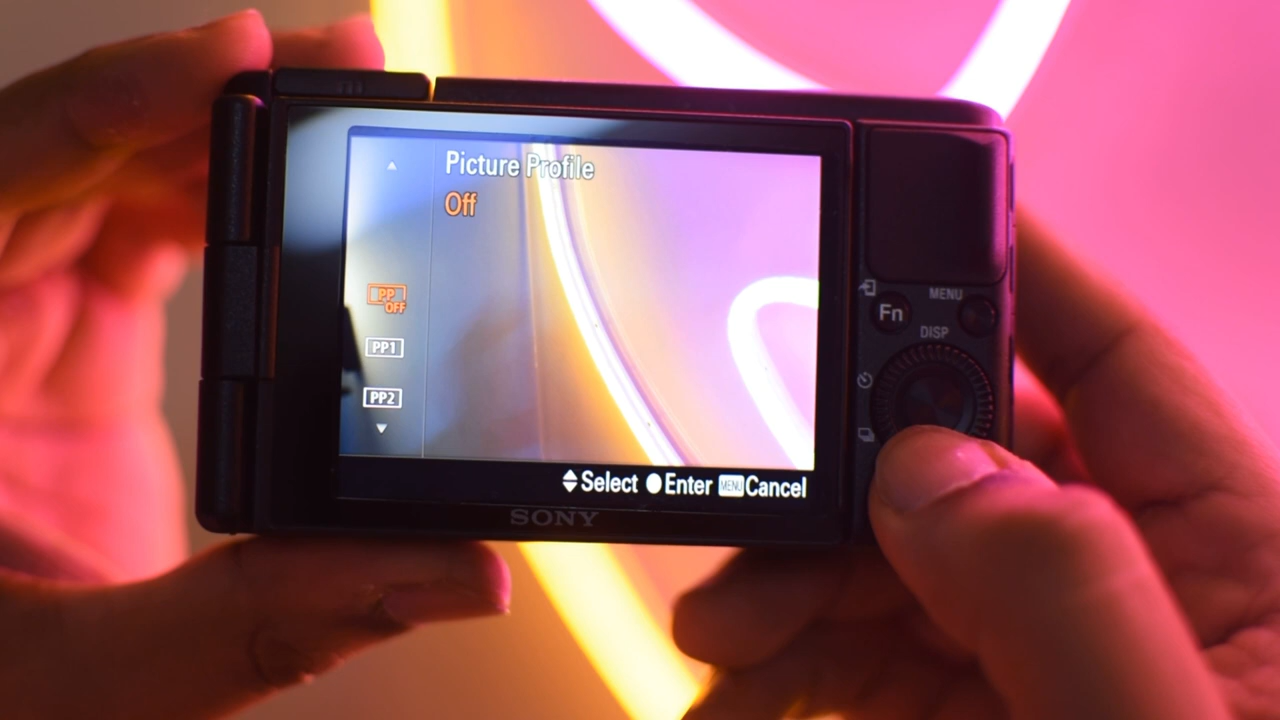 Picture Profile
Off
PP
OFF
PP1
PP2
Select Enter MENU Cancel
SONY
MENU
Fn
DISP